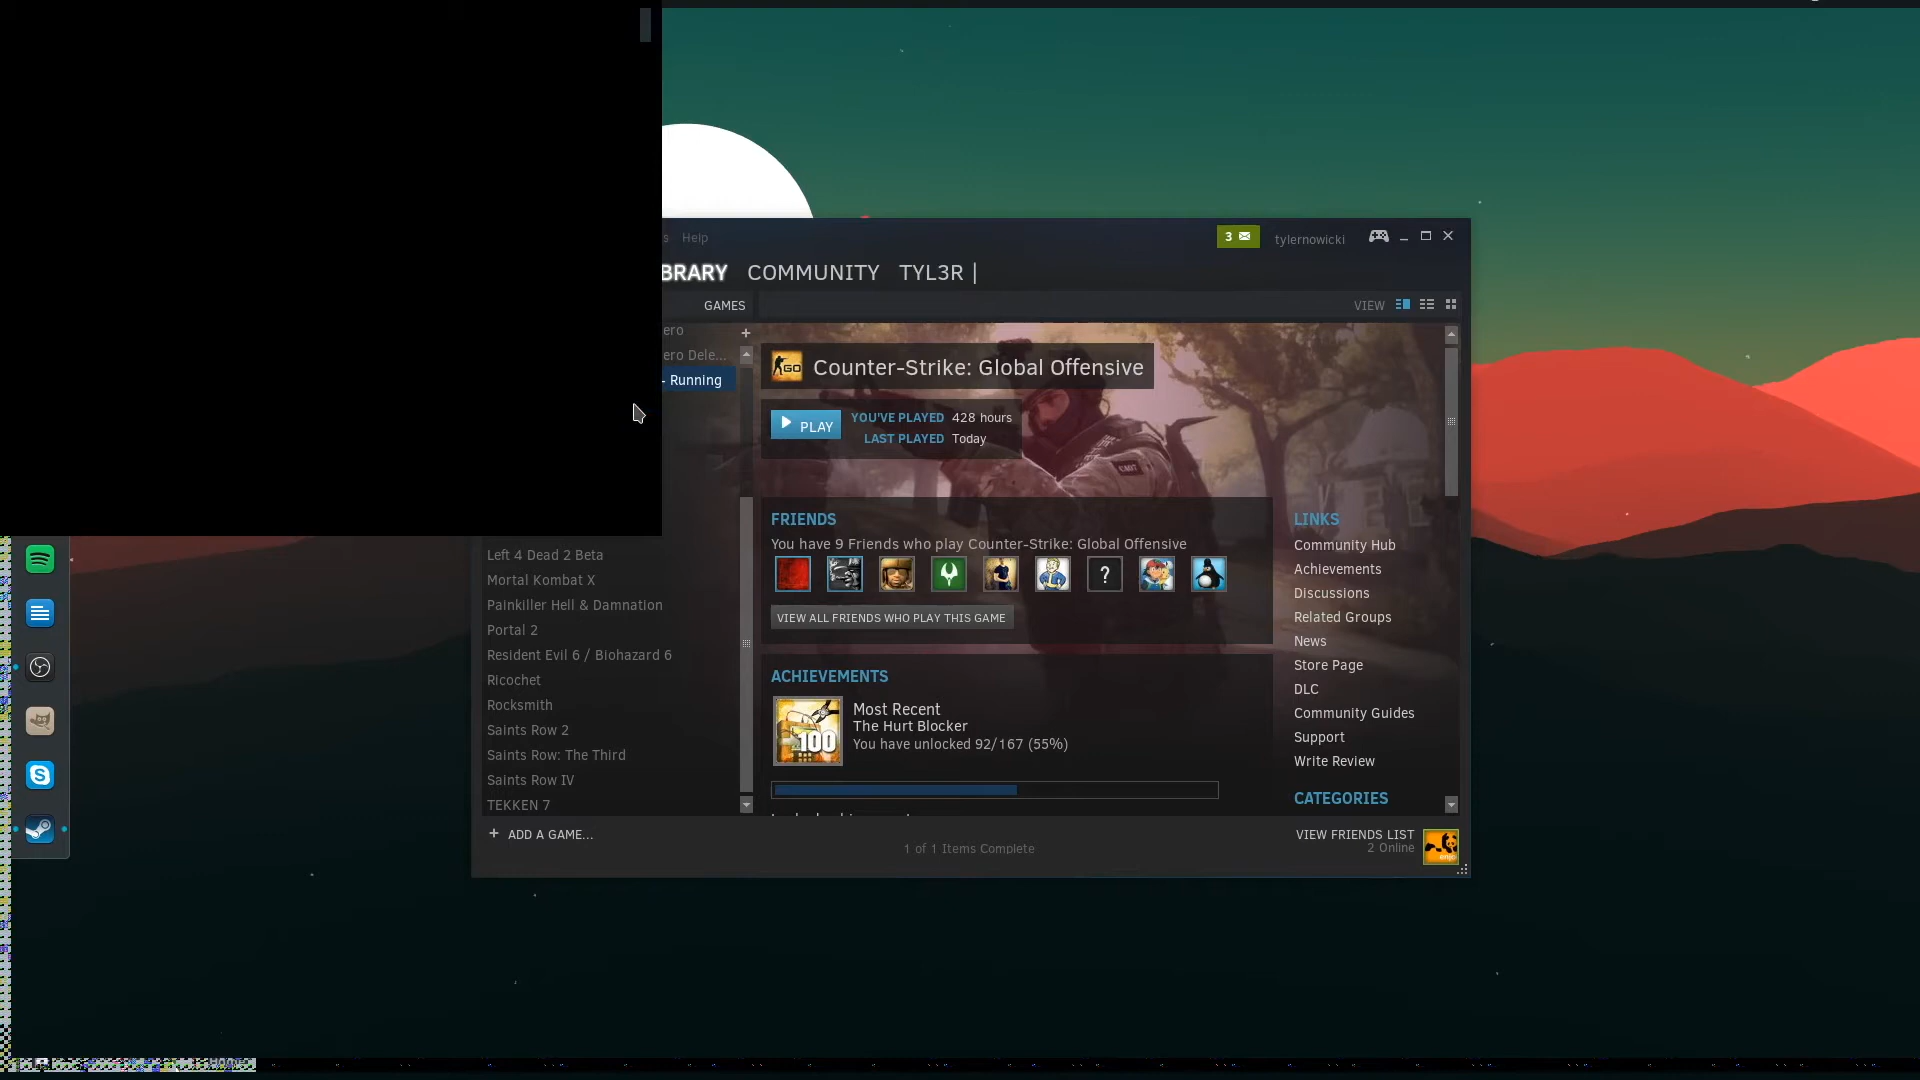 s Help
3
tylernowicki
BRARY COMMUNITY TYL3R |
GAMES
VIEW
ero
ero Dele...
- Running
GO
Counter-Strike: Global Offensive
PLAY
YOU'VE PLAYED 428 hours
LAST PLAYED Today
FRIENDS
You have 9 Friends who play Counter-Strike: Global Offensive
?
VIEW ALL FRIENDS WHO PLAY THIS GAME
LINKS
Community Hub
Achievements
Discussions
Related Groups
News
Store Page
DLC
Community Guides
Support
Write Review
CATEGORIES
Left 4 Dead 2 Beta
Mortal Kombat X
Painkiller Hell & Damnation
Portal 2
Resident Evil 6 / Biohazard 6
Ricochet
Rocksmith
Saints Row 2
Saints Row: The Third
Saints Row IV
TEKKEN 7
ACHIEVEMENTS
100
Most Recent
The Hurt Blocker
You have unlocked 92/167 (55%)
+ ADD A GAME...
1 of 1 Items Complete
VIEW FRIENDS LIST
2 Online